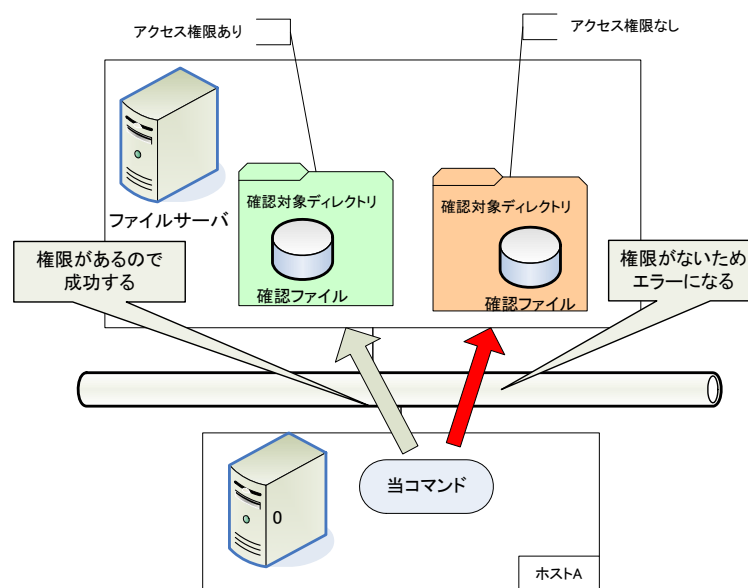 アクセス権限あり
アクセス権限なし
確認対象ディレクトリ
確認対象ディレクトリ
ファイルサーバ
権限があるので
成功する
権限がないため
エラーになる
確認ファイル
確認ファイル
当コマンド
0
ホストA